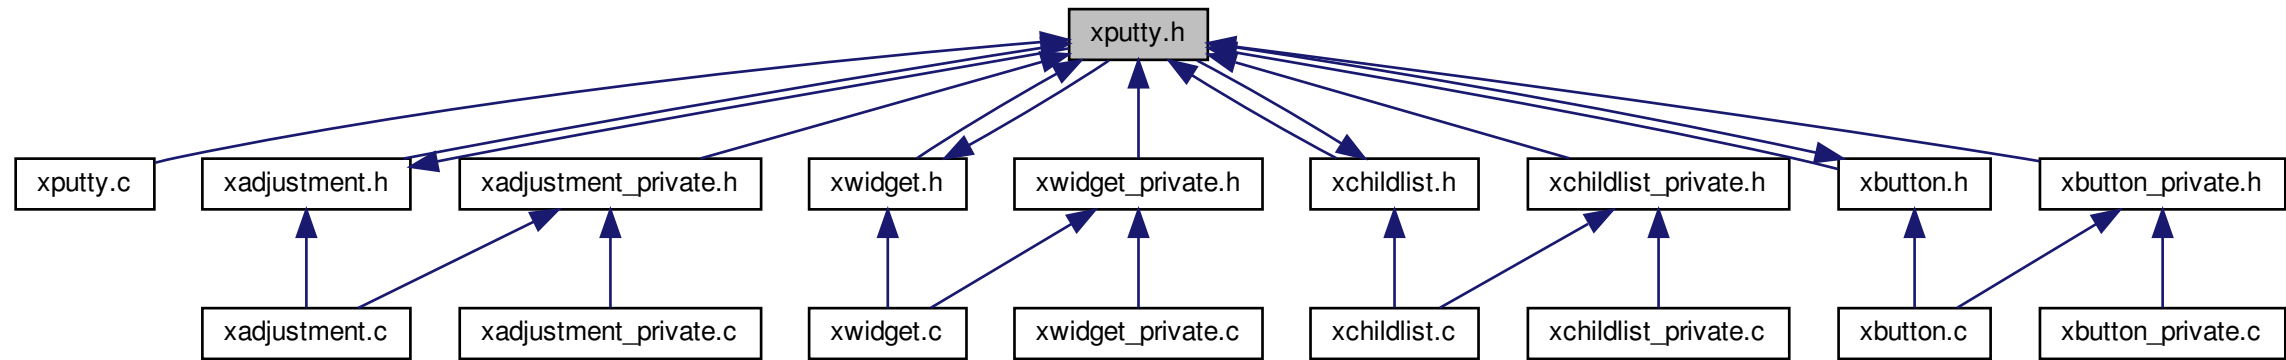 xputty.h
xputty.c
xadjustment.h
xadjustment_private.h
xwidget.h
xwidget_private.h
xchildlist.h
xchildlist_private.h
xbutton.h
xbutton_private.h
xadjustment.c
xadjustment_private.c
xwidget.c
xwidget_private.c
xchildlist.c
xchildlist_private.c
xbutton.c
xbutton_private.c